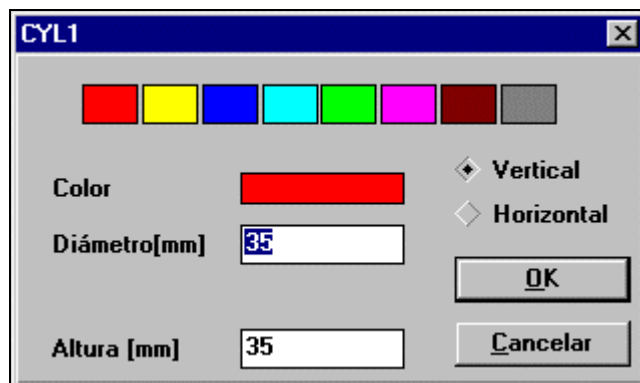 CYL1
Color
Vertical
Horizontal
Diámetro[mm] 35
OK
Altura [mm] 35
Cancelar